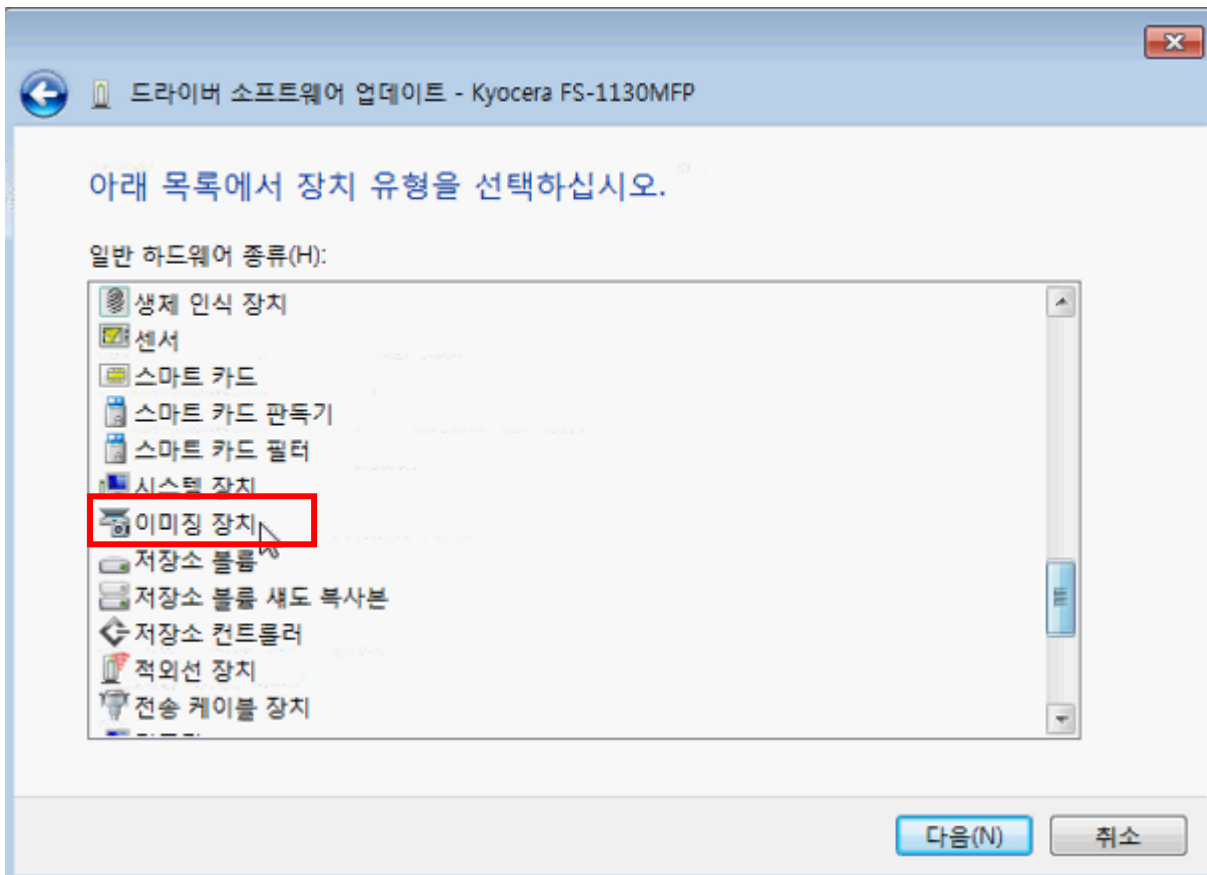 드라이버 소프트웨어 업데이트 - Kyocera FS-1130MFP
아래 목록에서 장치 유형을 선택하십시오.
일반 하드웨어 종류(H):
생체 인식 장치
센서
스마트 카드
스마트 카드 판독기
스마트 카드 필터
시스템 장치
이미징 장치
저장소 볼륨
저장소 볼륨 섀도 복사본
저장소 컨트롤러
적외선 장치
전송 케이블 장치
다음(N)
취소